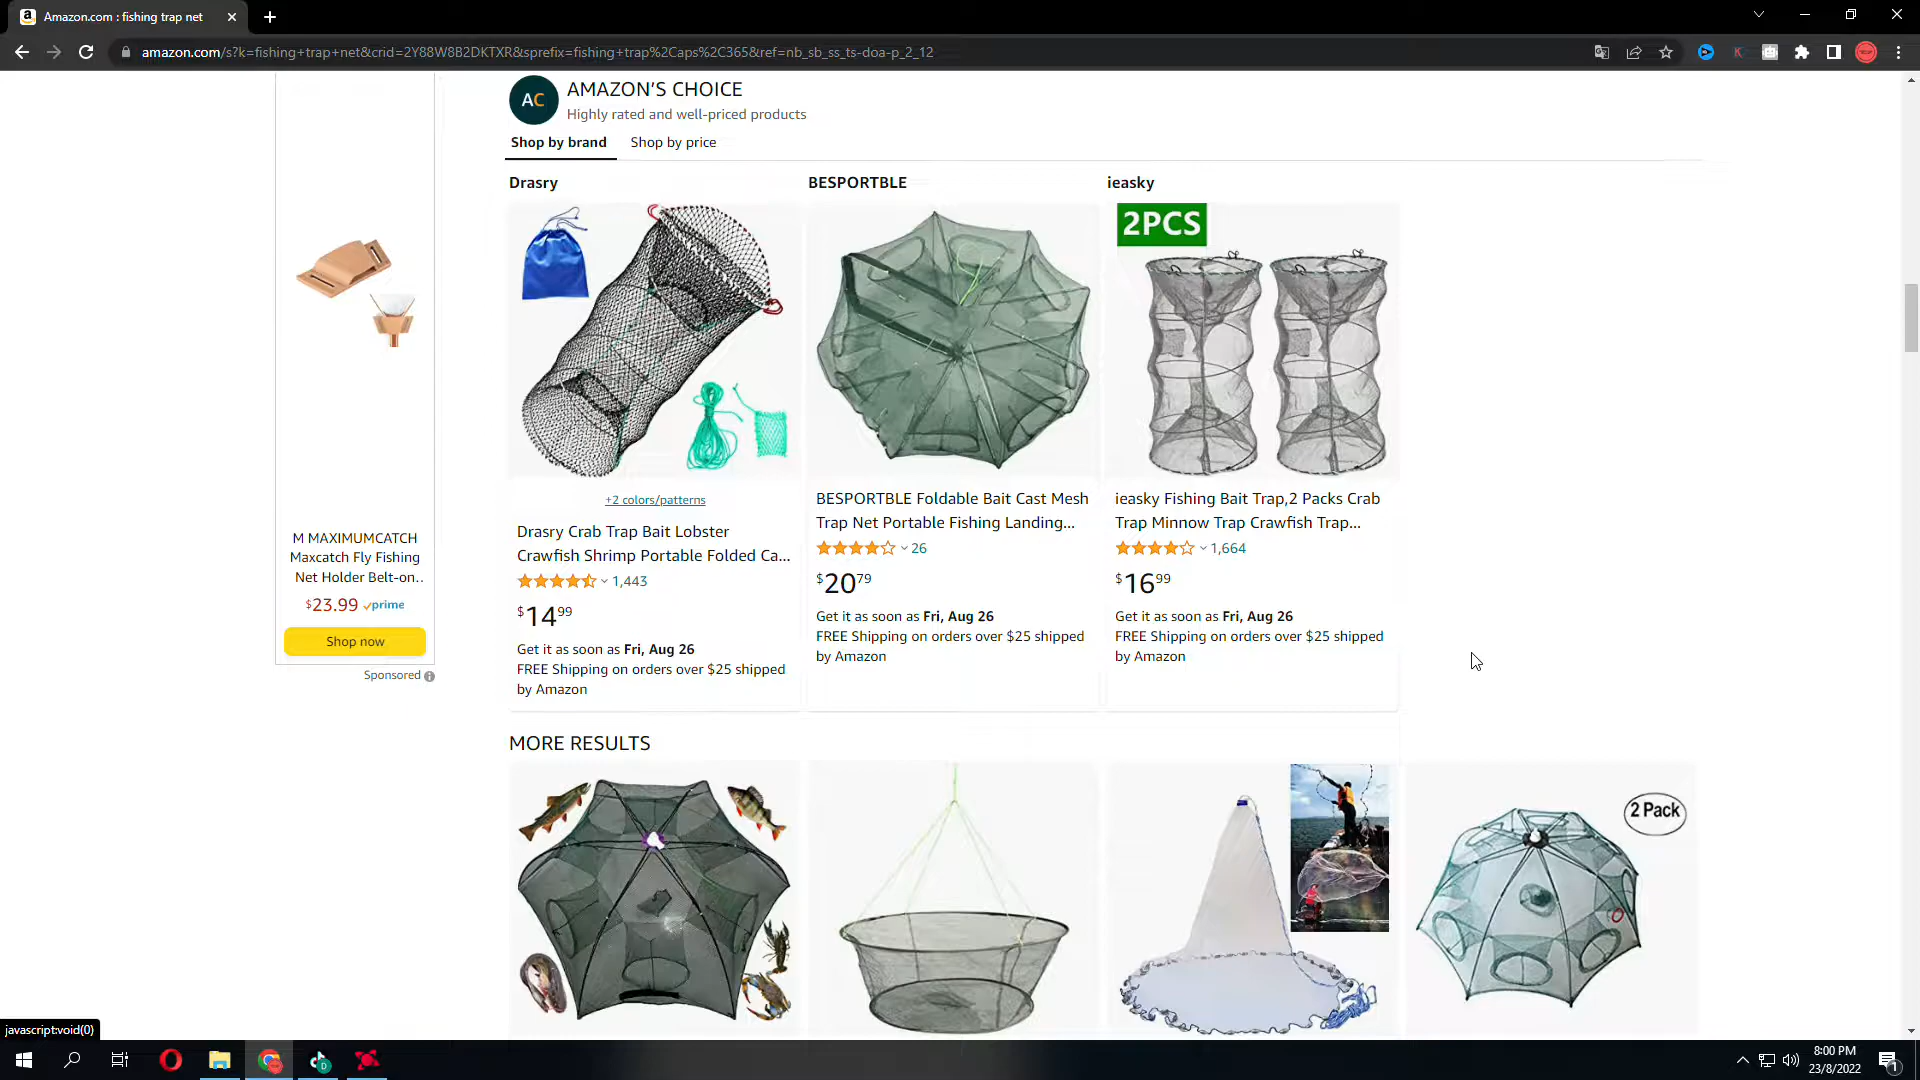 Amazon.com : fishing trap net
amazon.com/s?k=fishing+trap+net&crid=2Y88W8B2DKTXR&sprefix=fishing+trap%2Caps%2C365&ref=nb_sb_ss_ts-doa-p_2_12
AC
AMAZON'S CHOICE
Highly rated and well-priced products
Shop by brand
Shop by price
Drasry
+2 colors/patterns
Drasry Crab Trap Bait Lobster
Crawfish Shrimp Portable Folded Ca...
1,443
$14 99
Get it as soon as Fri, Aug 26
FREE Shipping on orders over $25 shipped
by Amazon
BESPORTBLE
BESPORTBLE Foldable Bait Cast Mesh
Trap Net Portable Fishing Landing...
26
$20 79
Get it as soon as Fri, Aug 26
FREE Shipping on orders over $25 shipped
by Amazon
ieasky
2PCS
ieasky Fishing Bait Trap,2 Packs Crab
Trap Minnow Trap Crawfish Trap...
1,664
$16 99
Get it as soon as Fri, Aug 26
FREE Shipping on orders over $25 shipped
by Amazon
M MAXIMUMCATCH
Maxcatch Fly Fishing
Net Holder Belt-on..
$23.99 prime
Shop now
Sponsored
MORE RESULTS
2 Pack
javascript:void(0)
8:00 PM
23/8/2022